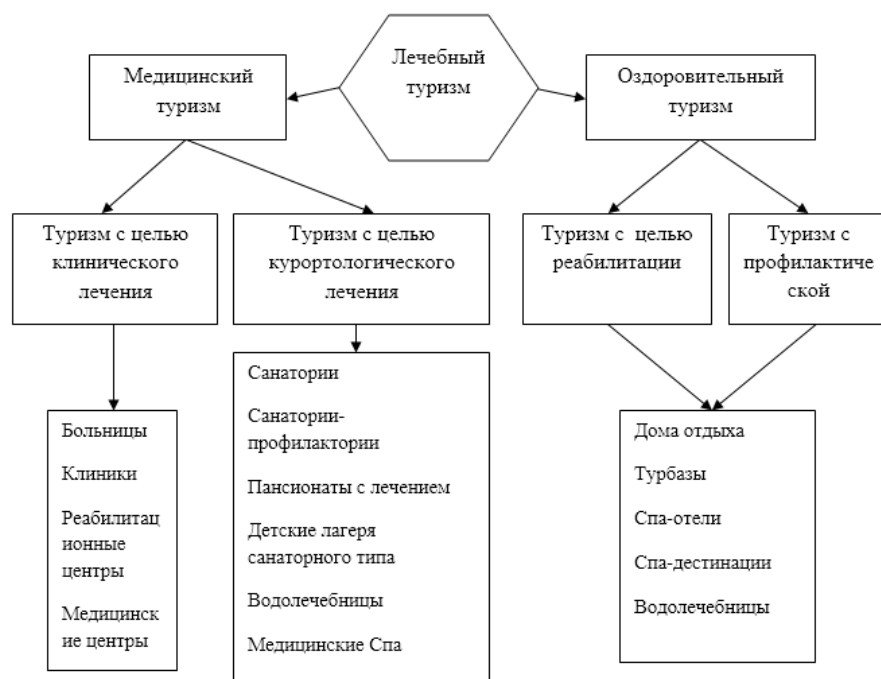 Лечебный
туризм
Медицинский
туризм
Оздоровительный
туризм
Туризм с целью
клинического
лечения
Туризм с целью
курортологического
лечения
Туризм с целью
реабилитации
Туризм с
профилактиче
ской
Больницы
Клиники
Реабилитац
ионные
центры
Медицинск
ие центры
Санатории
Санатории-
профилактории
Пансионаты с лечением
Детские лагеря
санаторного типа
Водолечебницы
Медицинские Спа
Дома отдыха
Турбазы
Спа-отели
Спа-дестинации
Водолечебницы